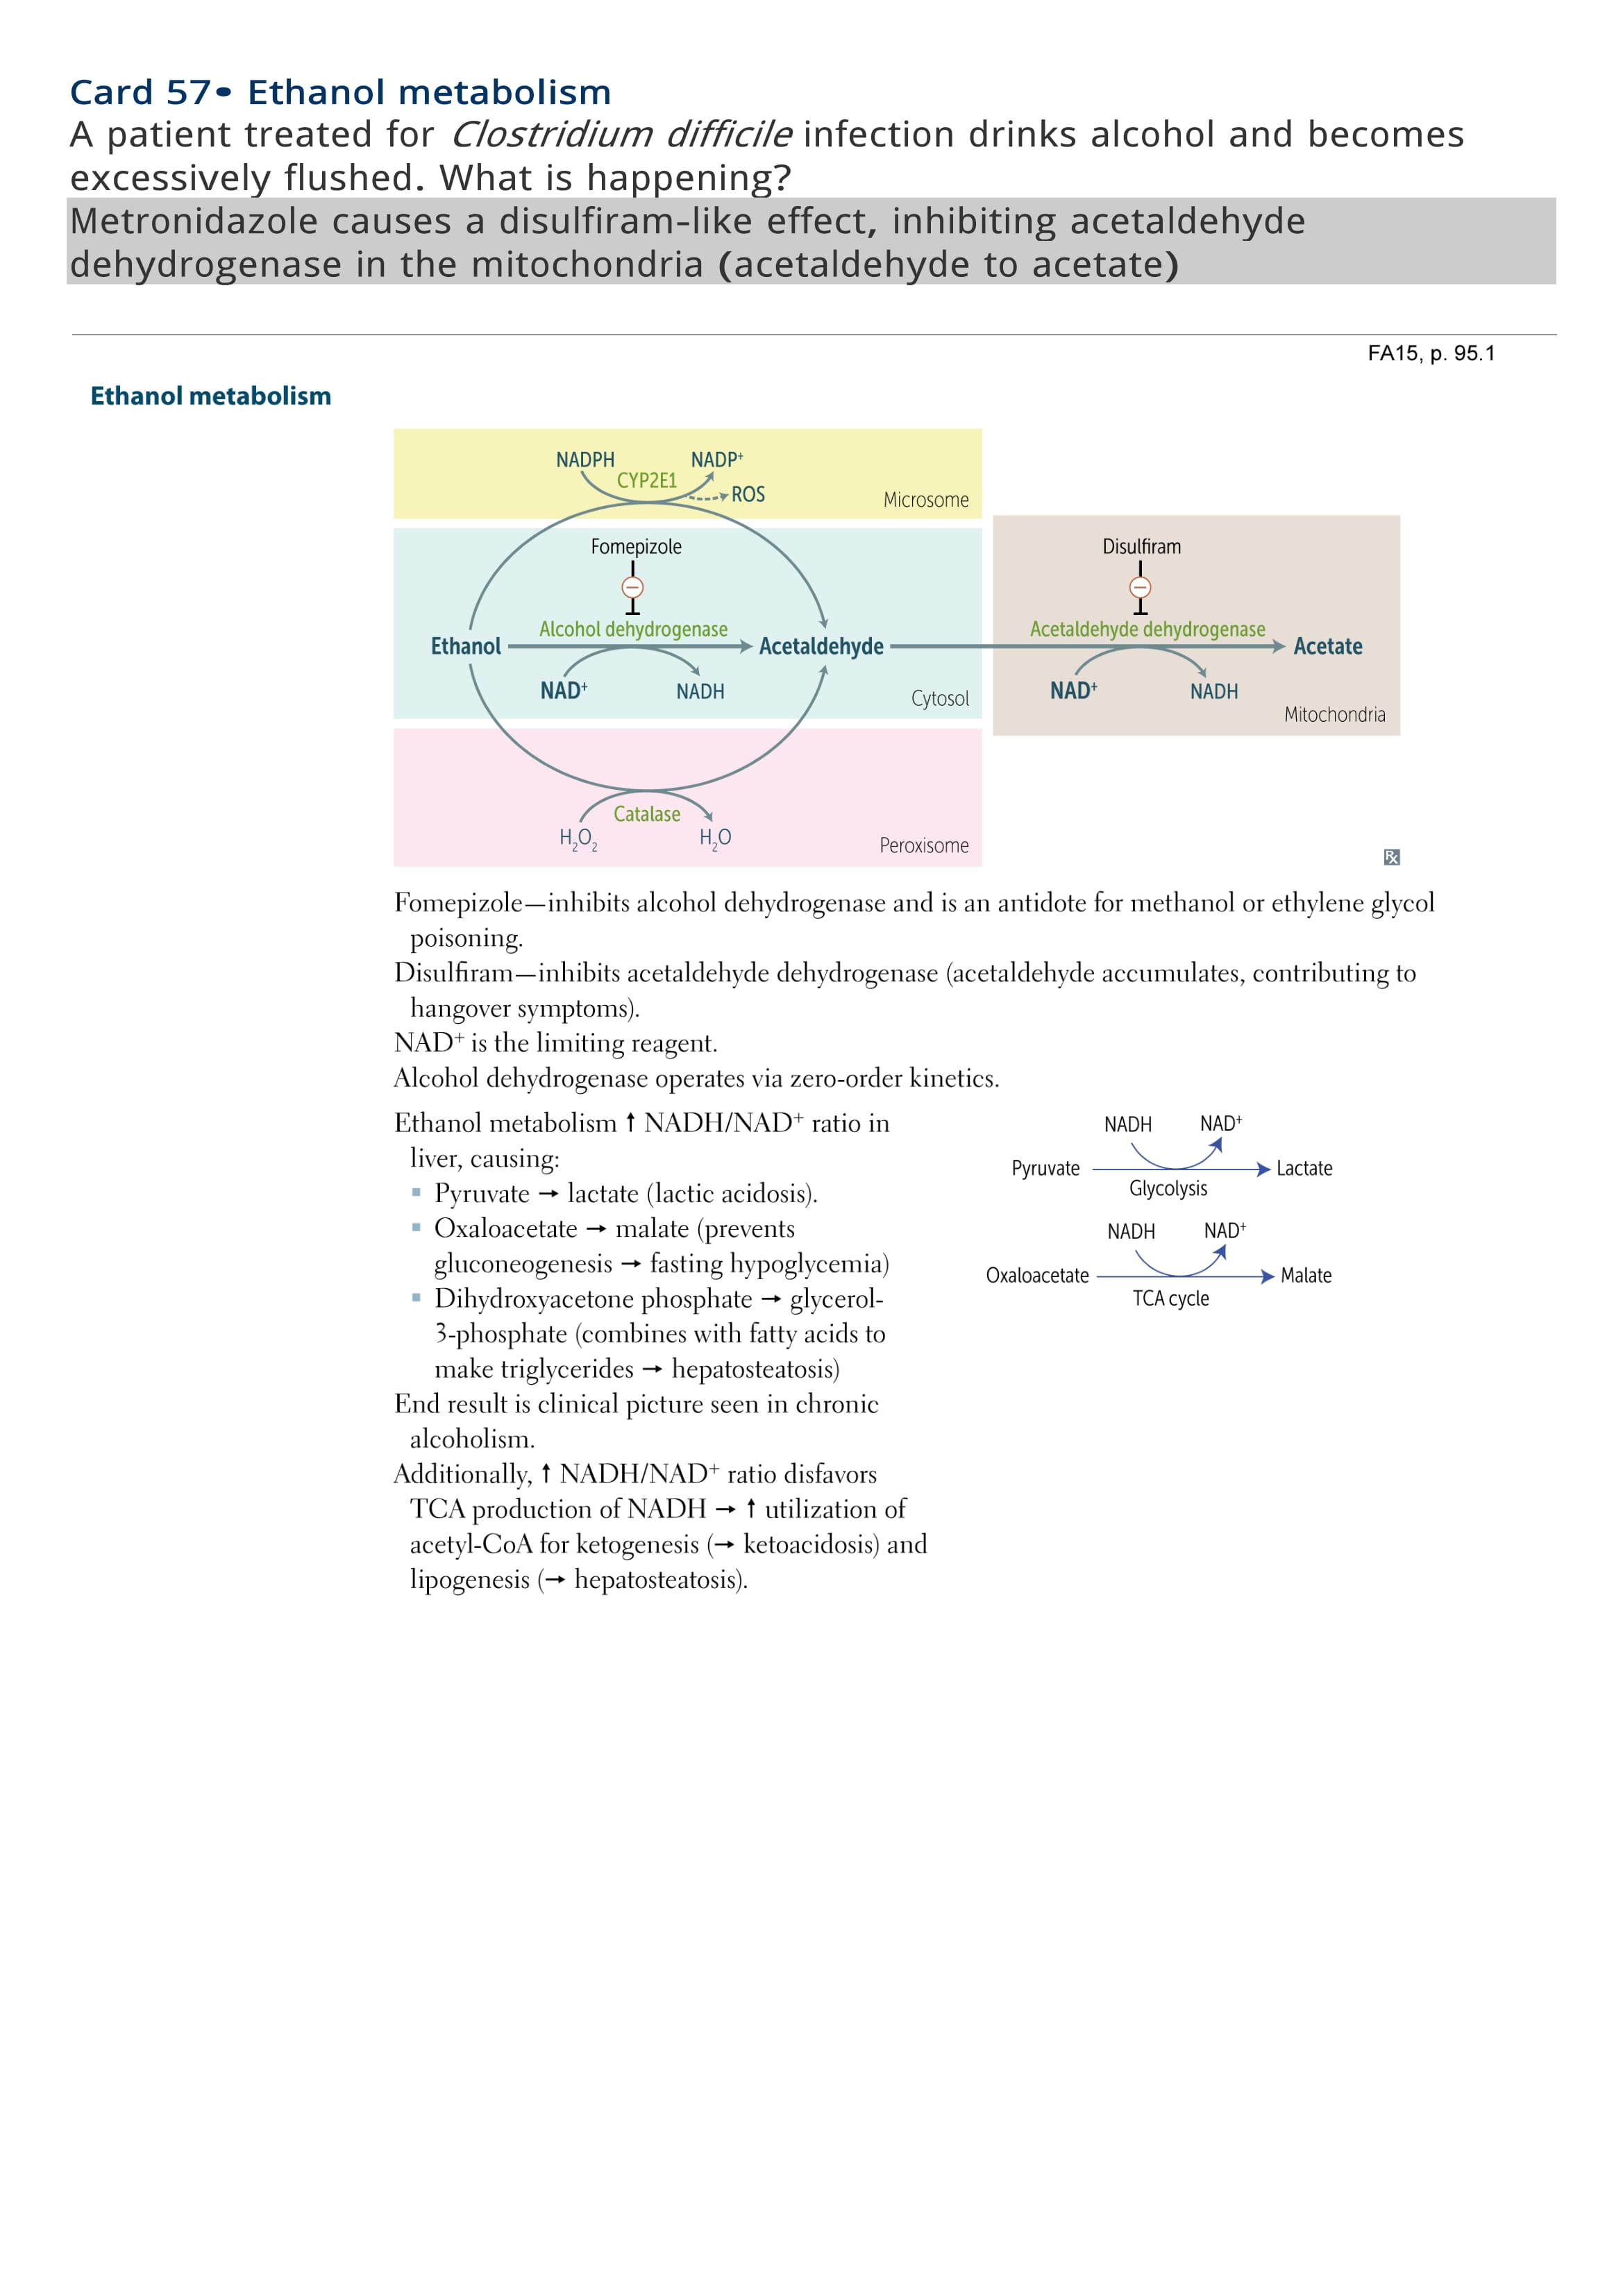 Card 57• Ethanol metabolism
A patient treated for Clostridium difficile infection drinks alcohol and becomes
excessively flushed. What is happening?
Metronidazole causes a disulfiram-like effect, inhibiting acetaldehyde
dehydrogenase in the mitochondria (acetaldehyde to acetate)
FA15, p. 95.1
Ethanol metabolism
NADPH
NADP⁺
CYP2E1
ROS
Microsome
Fomepizole
Disulfiram
−
−
Alcohol dehydrogenase
Acetaldehyde dehydrogenase
Ethanol
Acetaldehyde
Acetate
NAD⁺
NADH
NAD⁺
NADH
Cytosol
Mitochondria
Catalase
H₂O₂
H₂O
Peroxisome
Rx
Fomepizole—inhibits alcohol dehydrogenase and is an antidote for methanol or ethylene glycol
poisoning.
Disulfiram—inhibits acetaldehyde dehydrogenase (acetaldehyde accumulates, contributing to
hangover symptoms).
NAD⁺ is the limiting reagent.
Alcohol dehydrogenase operates via zero-order kinetics.
Ethanol metabolism ↑ NADH/NAD⁺ ratio in
liver, causing:
▪ Pyruvate → lactate (lactic acidosis).
▪ Oxaloacetate → malate (prevents
gluconeogenesis → fasting hypoglycemia)
▪ Dihydroxyacetone phosphate → glycerol-
3-phosphate (combines with fatty acids to
make triglycerides → hepatosteatosis)
End result is clinical picture seen in chronic
alcoholism.
Additionally, ↑ NADH/NAD⁺ ratio disfavors
TCA production of NADH → ↑ utilization of
acetyl-CoA for ketogenesis (→ ketoacidosis) and
lipogenesis (→ hepatosteatosis).
NADH
NAD⁺
Pyruvate
Lactate
Glycolysis
NADH
NAD⁺
Oxaloacetate
Malate
TCA cycle